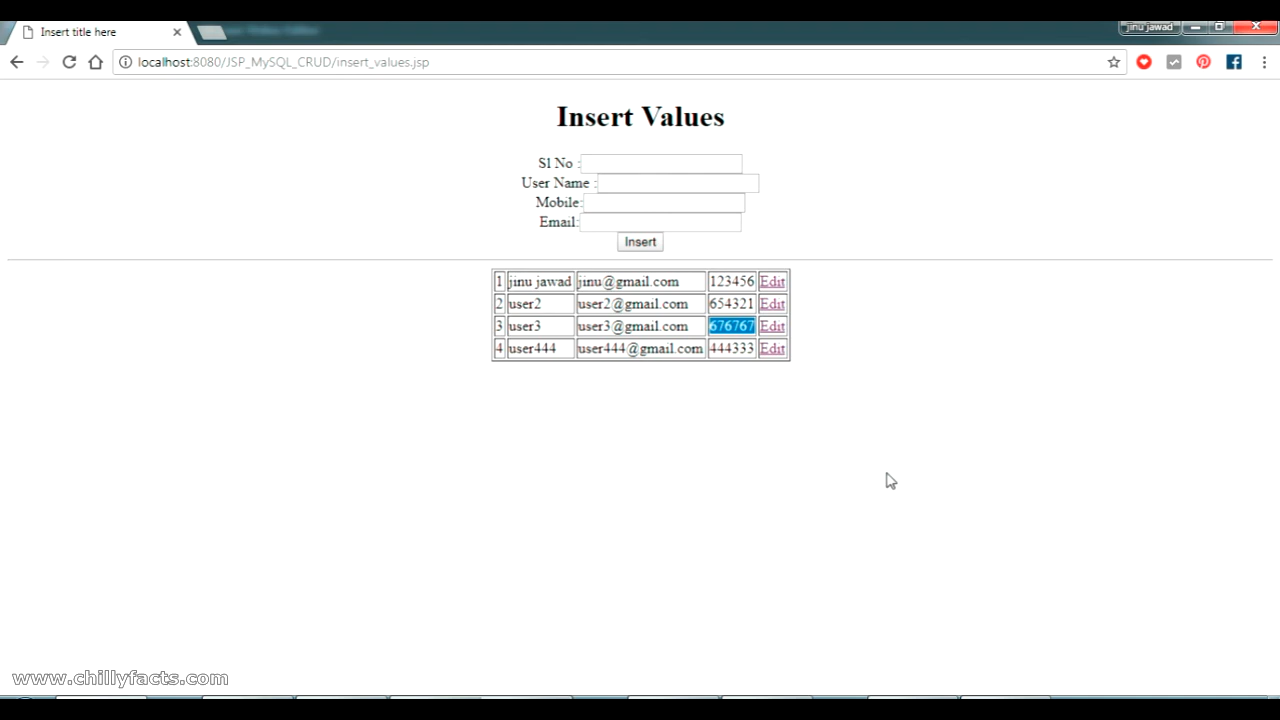 Insert title here
jinu jawad
localhost:8080/JSP_MySQL_CRUD/insert_values.jsp
Insert Values
Sl No :
User Name :
Mobile:
Email:
Insert
1 jinu jawad jinu@gmail.com 123456 Edit
2 user2 user2@gmail.com 654321 Edit
3 user3 user3@gmail.com 676767 Edit
4 user444 user444@gmail.com 444333 Edit
www.chillyfacts.com